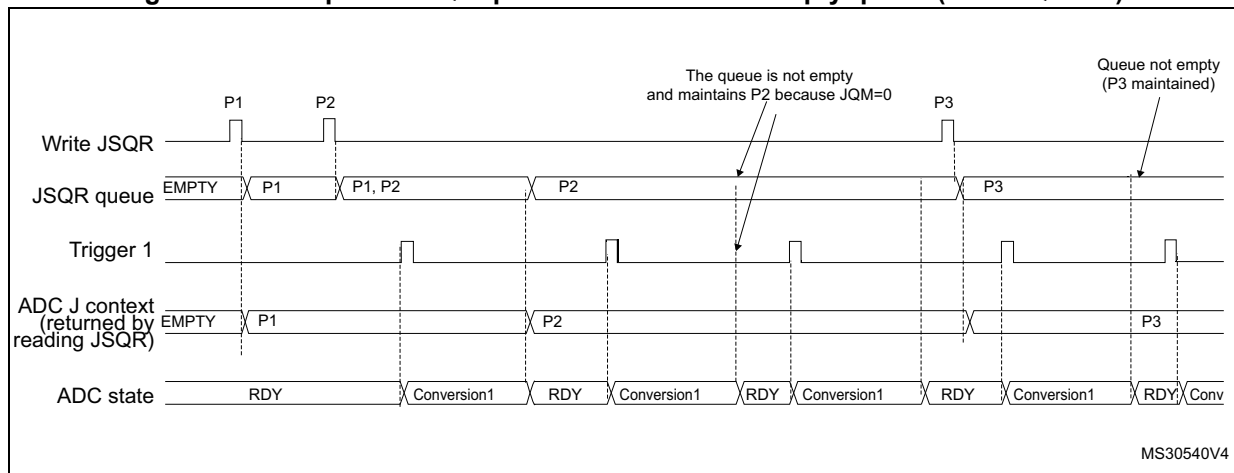 The queue is not empty
and maintains P2 because JQM=0
Queue not empty
(P3 maintained)
P1 P2 P3
Write JSQR
JSQR queue EMPTY P1 P1, P2 P2 P3
Trigger 1
ADC J context
(returned by
reading JSQR) EMPTY P1 P2 P3
ADC state RDY Conversion1 RDY Conversion1 RDY Conversion1 RDY Conversion1 RDY Conv
MS30540V4